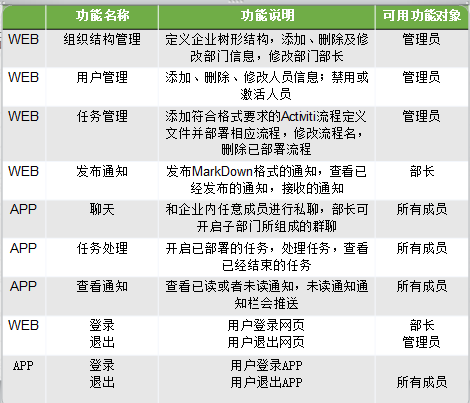 功能名称 功能说明 可用功能对象
WEB 组织结构管理 定义企业树形结构，添加、删除及修 管理员
改部门信息，修改部门部长
WEB 用户管理 添加、删除、修改人员信息；禁用或 管理员
激活人员
WEB 任务管理 添加符合格式要求的Activiti流程定义 管理员
文件并部署相应流程，修改流程名，
删除已部署流程
WEB 发布通知 发布MarkDown格式的通知，查看已 部长
经发布的通知，接收的通知
APP 聊天 和企业内任意成员进行私聊，部长可 所有成员
开启子部门所组成的群聊
APP 任务处理 开启已部署的任务，处理任务，查看 所有成员
已经结束的任务
APP 查看通知 查看已读或者未读通知，未读通知通 所有成员
知栏会推送
WEB 登录 用户登录网页 部长
退出 用户退出网页 管理员
APP 登录 用户登录APP
退出 用户退出APP 所有成员